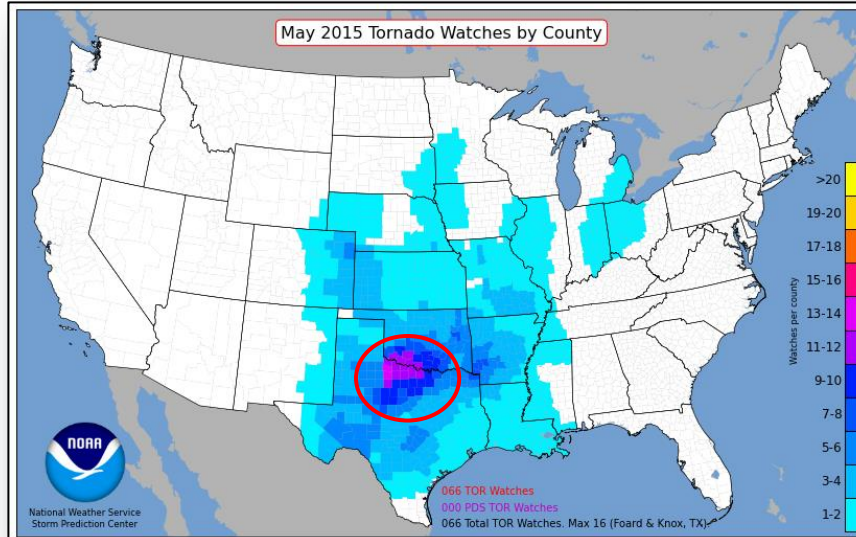 May 2015 Tornado Watches by County
>20
19-20
17-18
15-16
13-14
11-12
9-10
7-8
5-6
3-4
1-2
Watches per county
NOAA
National Weather Service
Storm Prediction Center
066 TOR Watches
000 PDS TOR Watches
066 Total TOR Watches. Max 16 (Foard & Knox, TX)